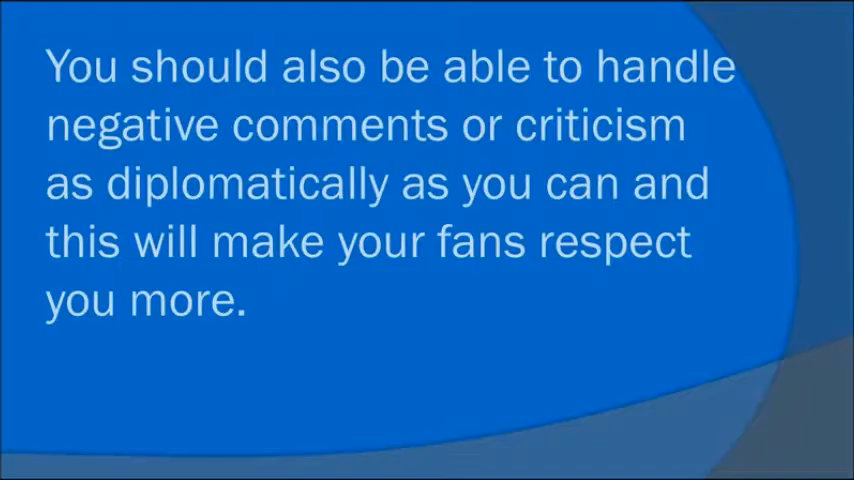 You should also be able to handle
negative comments or criticism
as diplomatically as you can and
this will make your fans respect
you more.